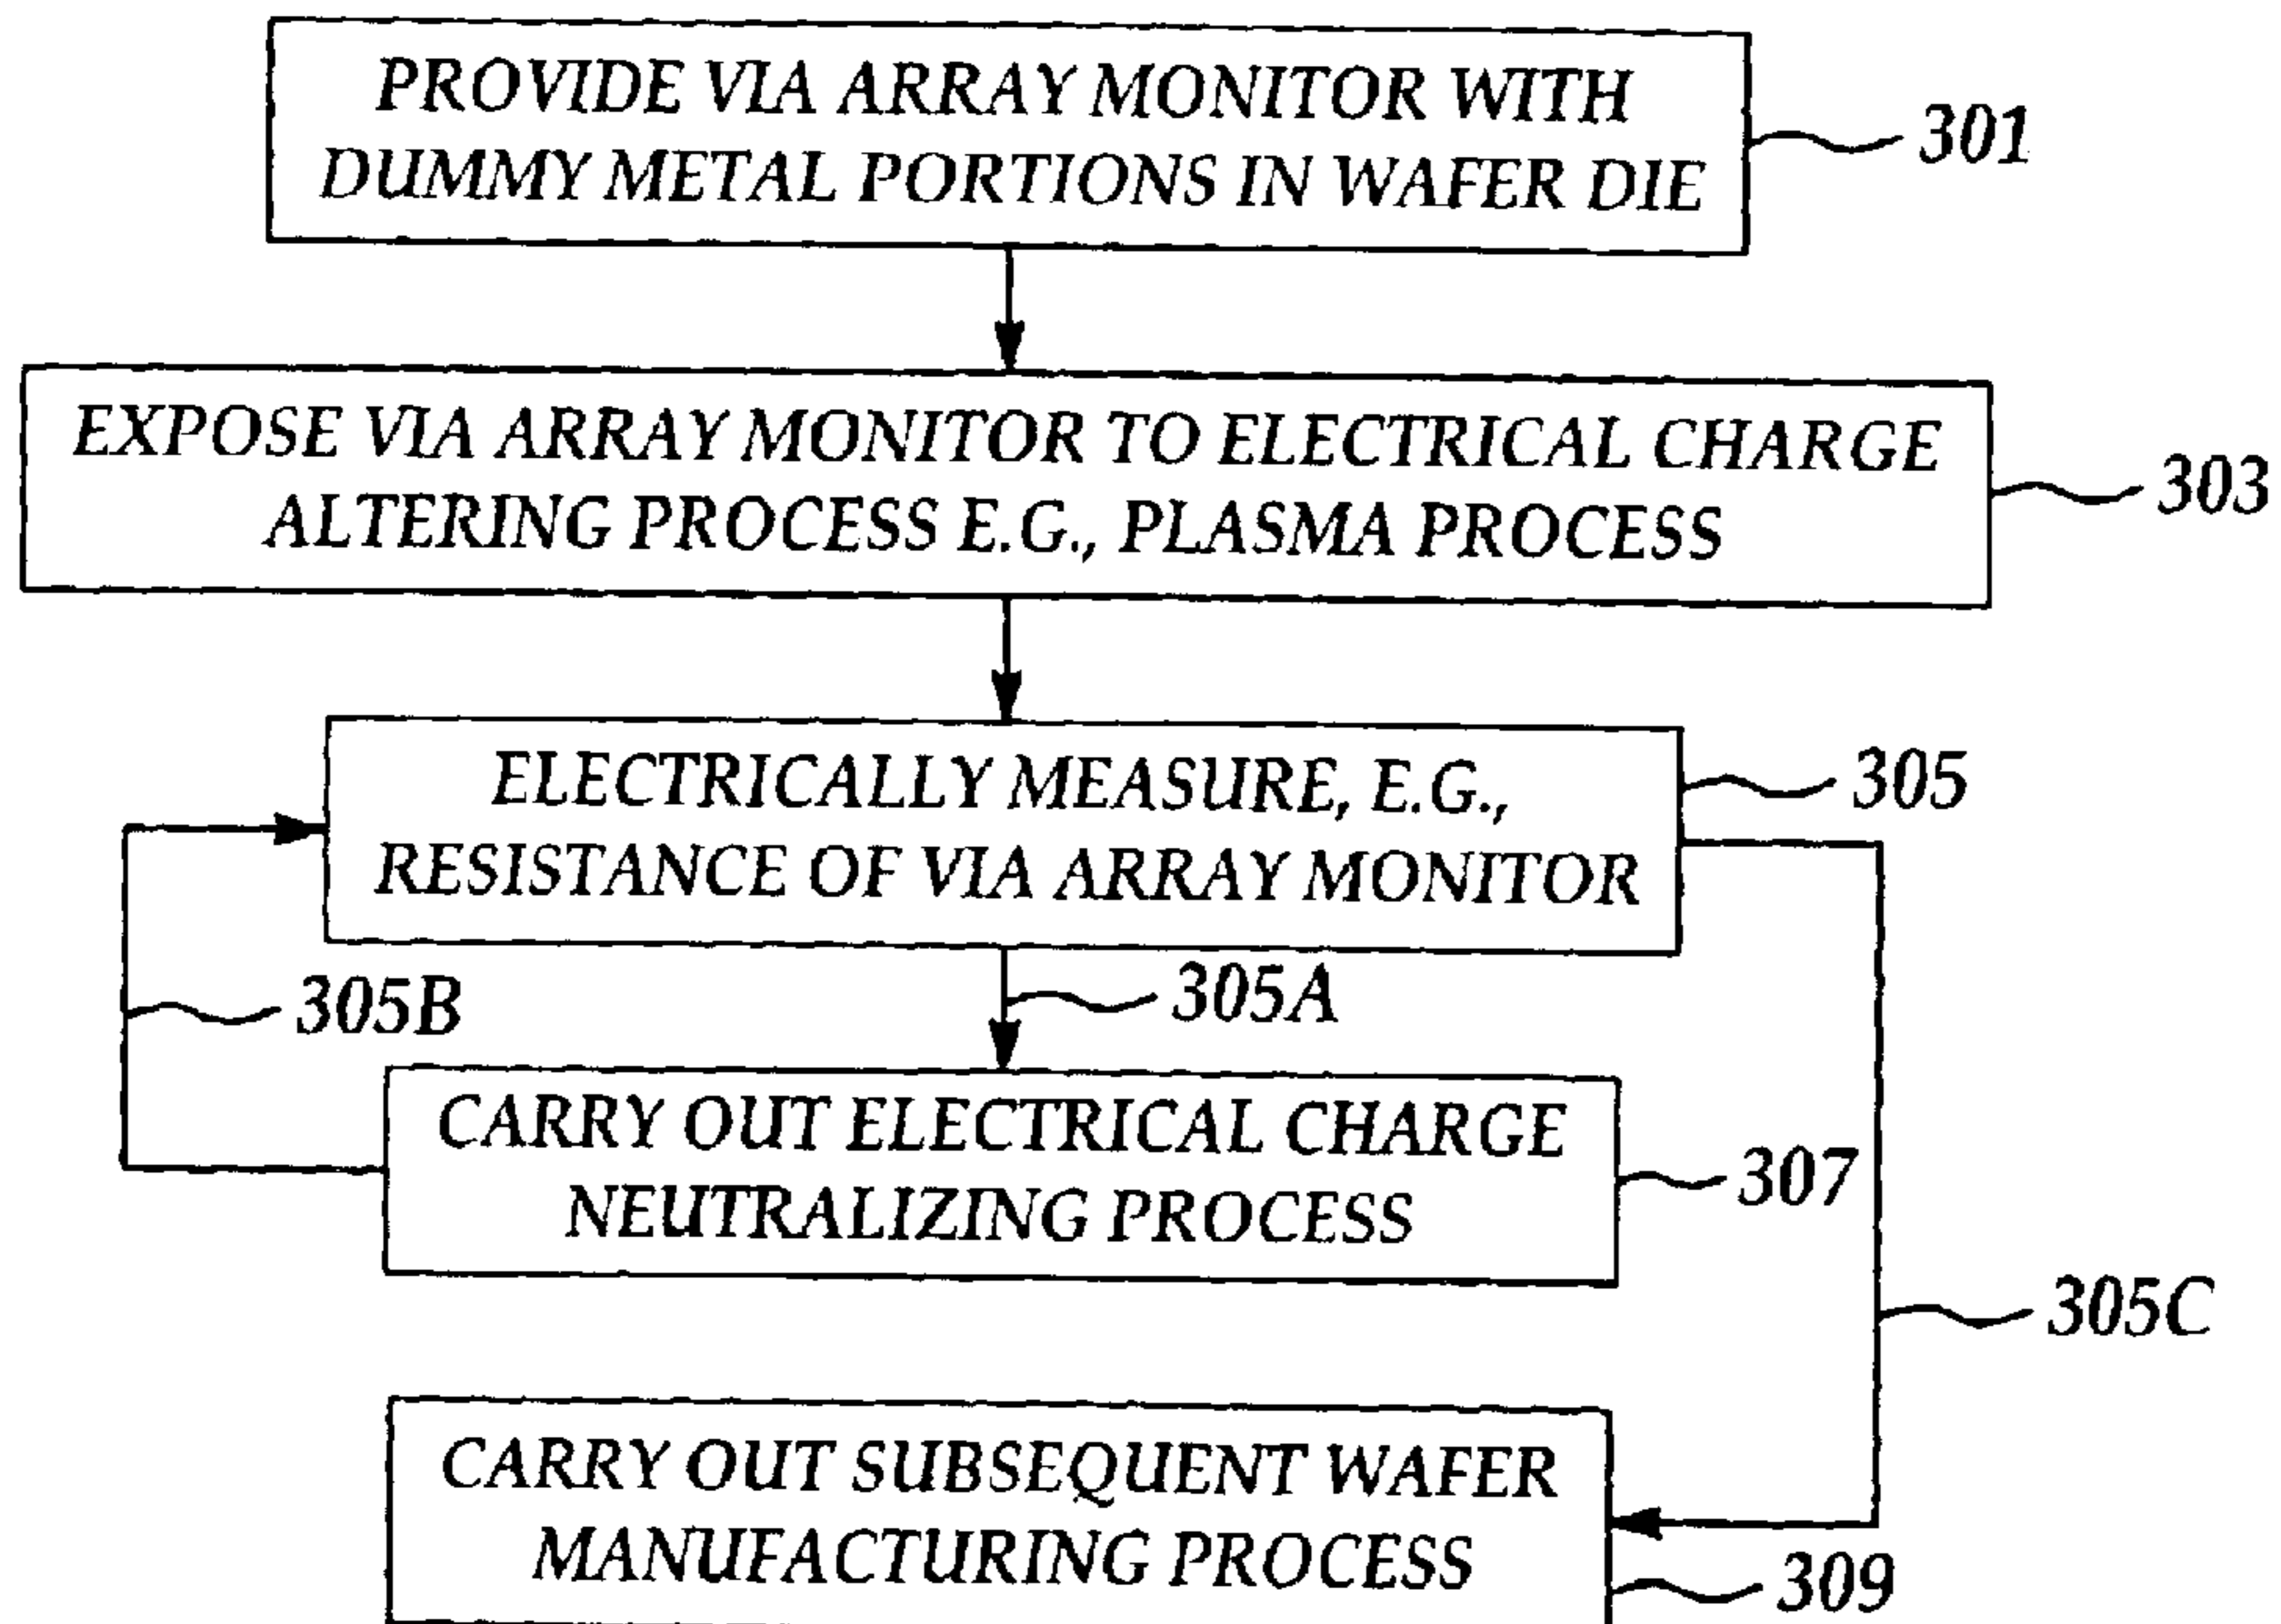 PROVIDE VIA ARRAY MONITOR WITH
DUMMY METAL PORTIONS IN WAFER DIE
301
EXPOSE VIA ARRAY MONITOR TO ELECTRICAL CHARGE
ALTERING PROCESS E.G., PLASMA PROCESS
303
ELECTRICALLY MEASURE, E.G.,
RESISTANCE OF VIA ARRAY MONITOR
305
305B
305A
CARRY OUT ELECTRICAL CHARGE
NEUTRALIZING PROCESS
307
305C
CARRY OUT SUBSEQUENT WAFER
MANUFACTURING PROCESS
309